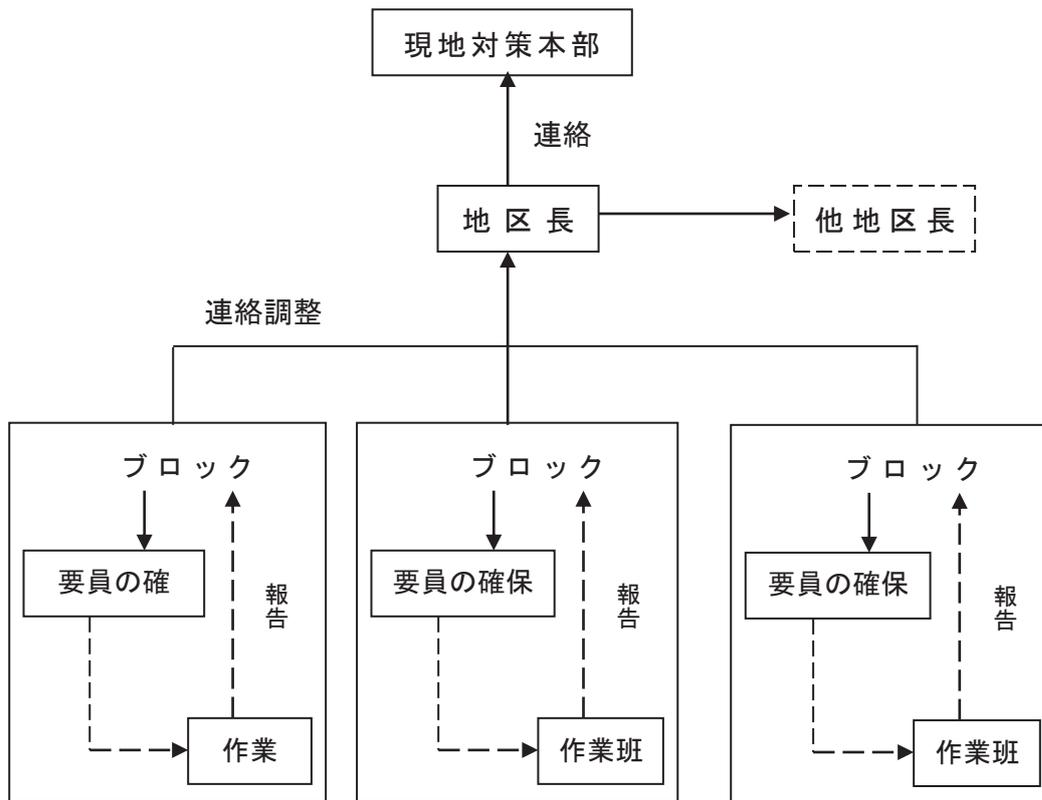 現地対策本部
連絡
地区長
他地区長
連絡調整
ブロック
要員の確
報告
作業
ブロック
要員の確保
報告
作業班
ブロック
要員の確保
報告
作業班